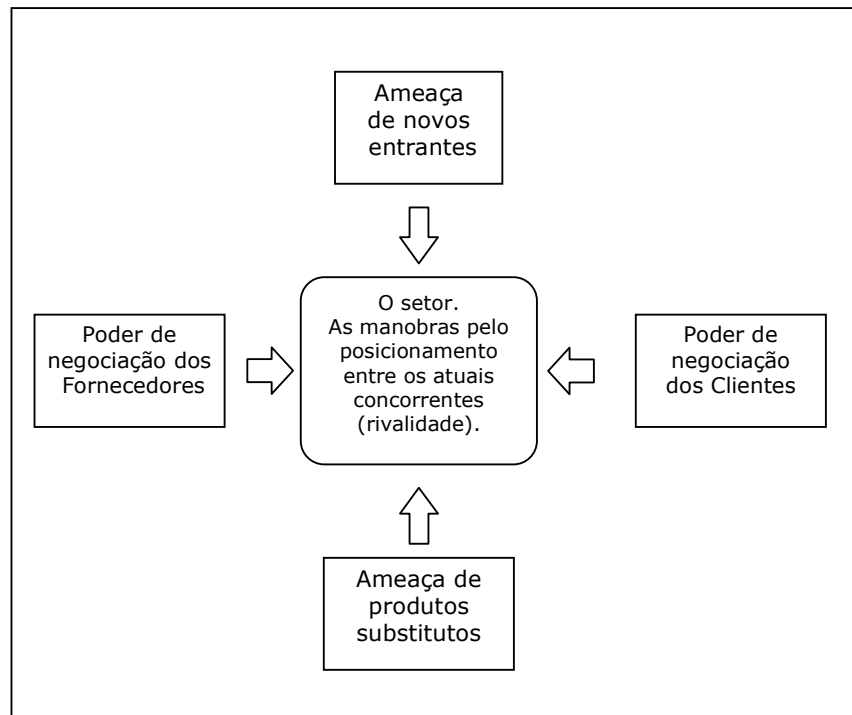 Ameaça
de novos
entrantes
O setor.
As manobras pelo
posicionamento
entre os atuais
concorrentes
(rivalidade).
Poder de
negociação dos
Fornecedores
Poder de
negociação
dos Clientes
Ameaça de
produtos
substitutos